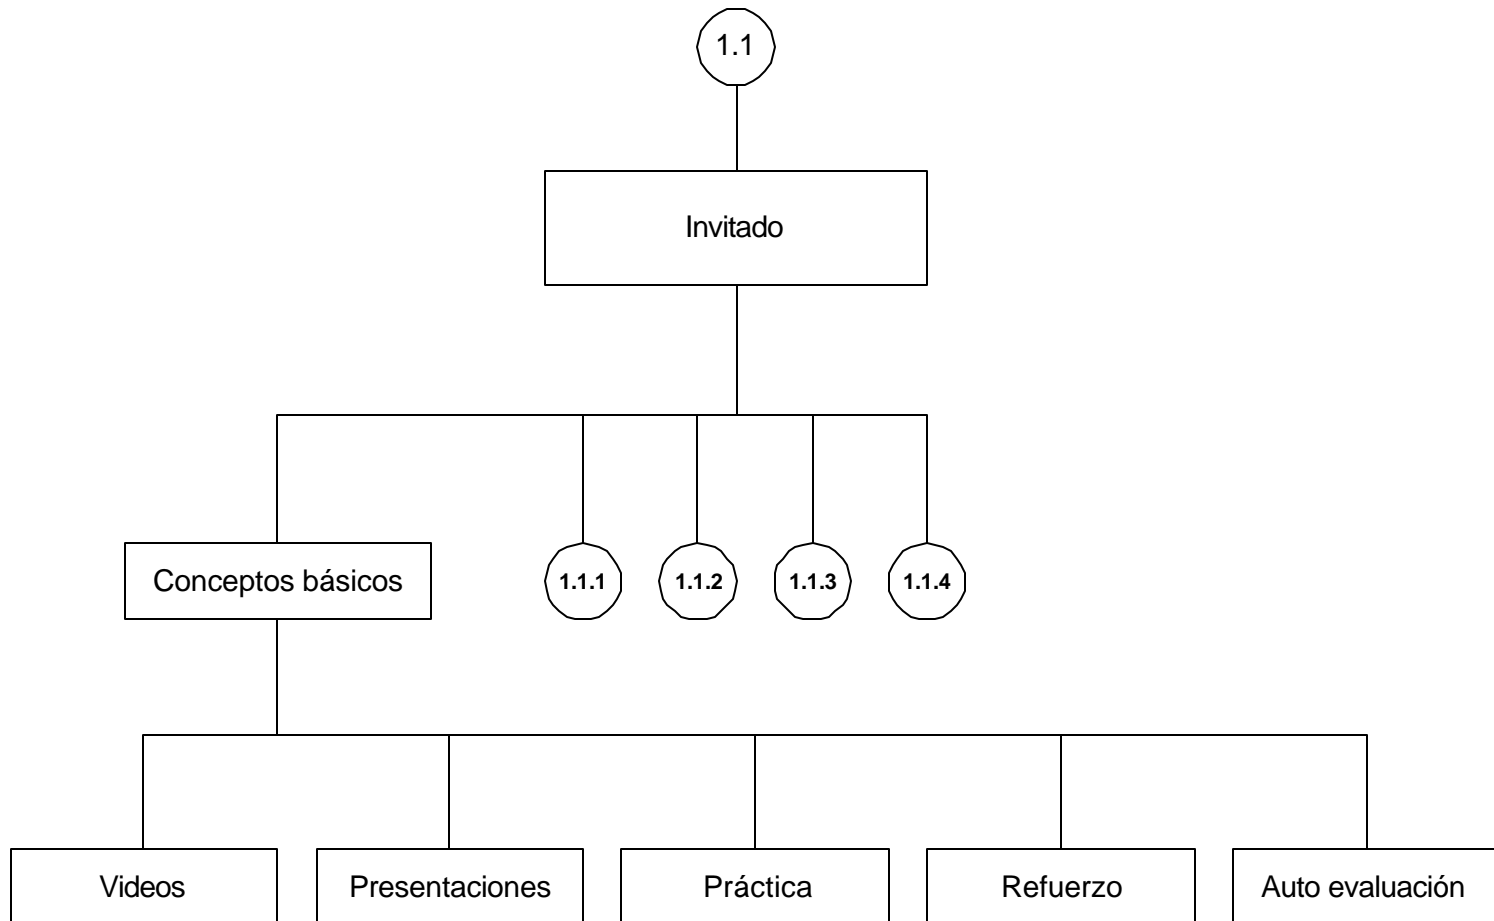 1.1
Invitado
Conceptos básicos
1.1.1
1.1.2
1.1.3
1.1.4
Videos
Presentaciones
Práctica
Refuerzo
Auto evaluación